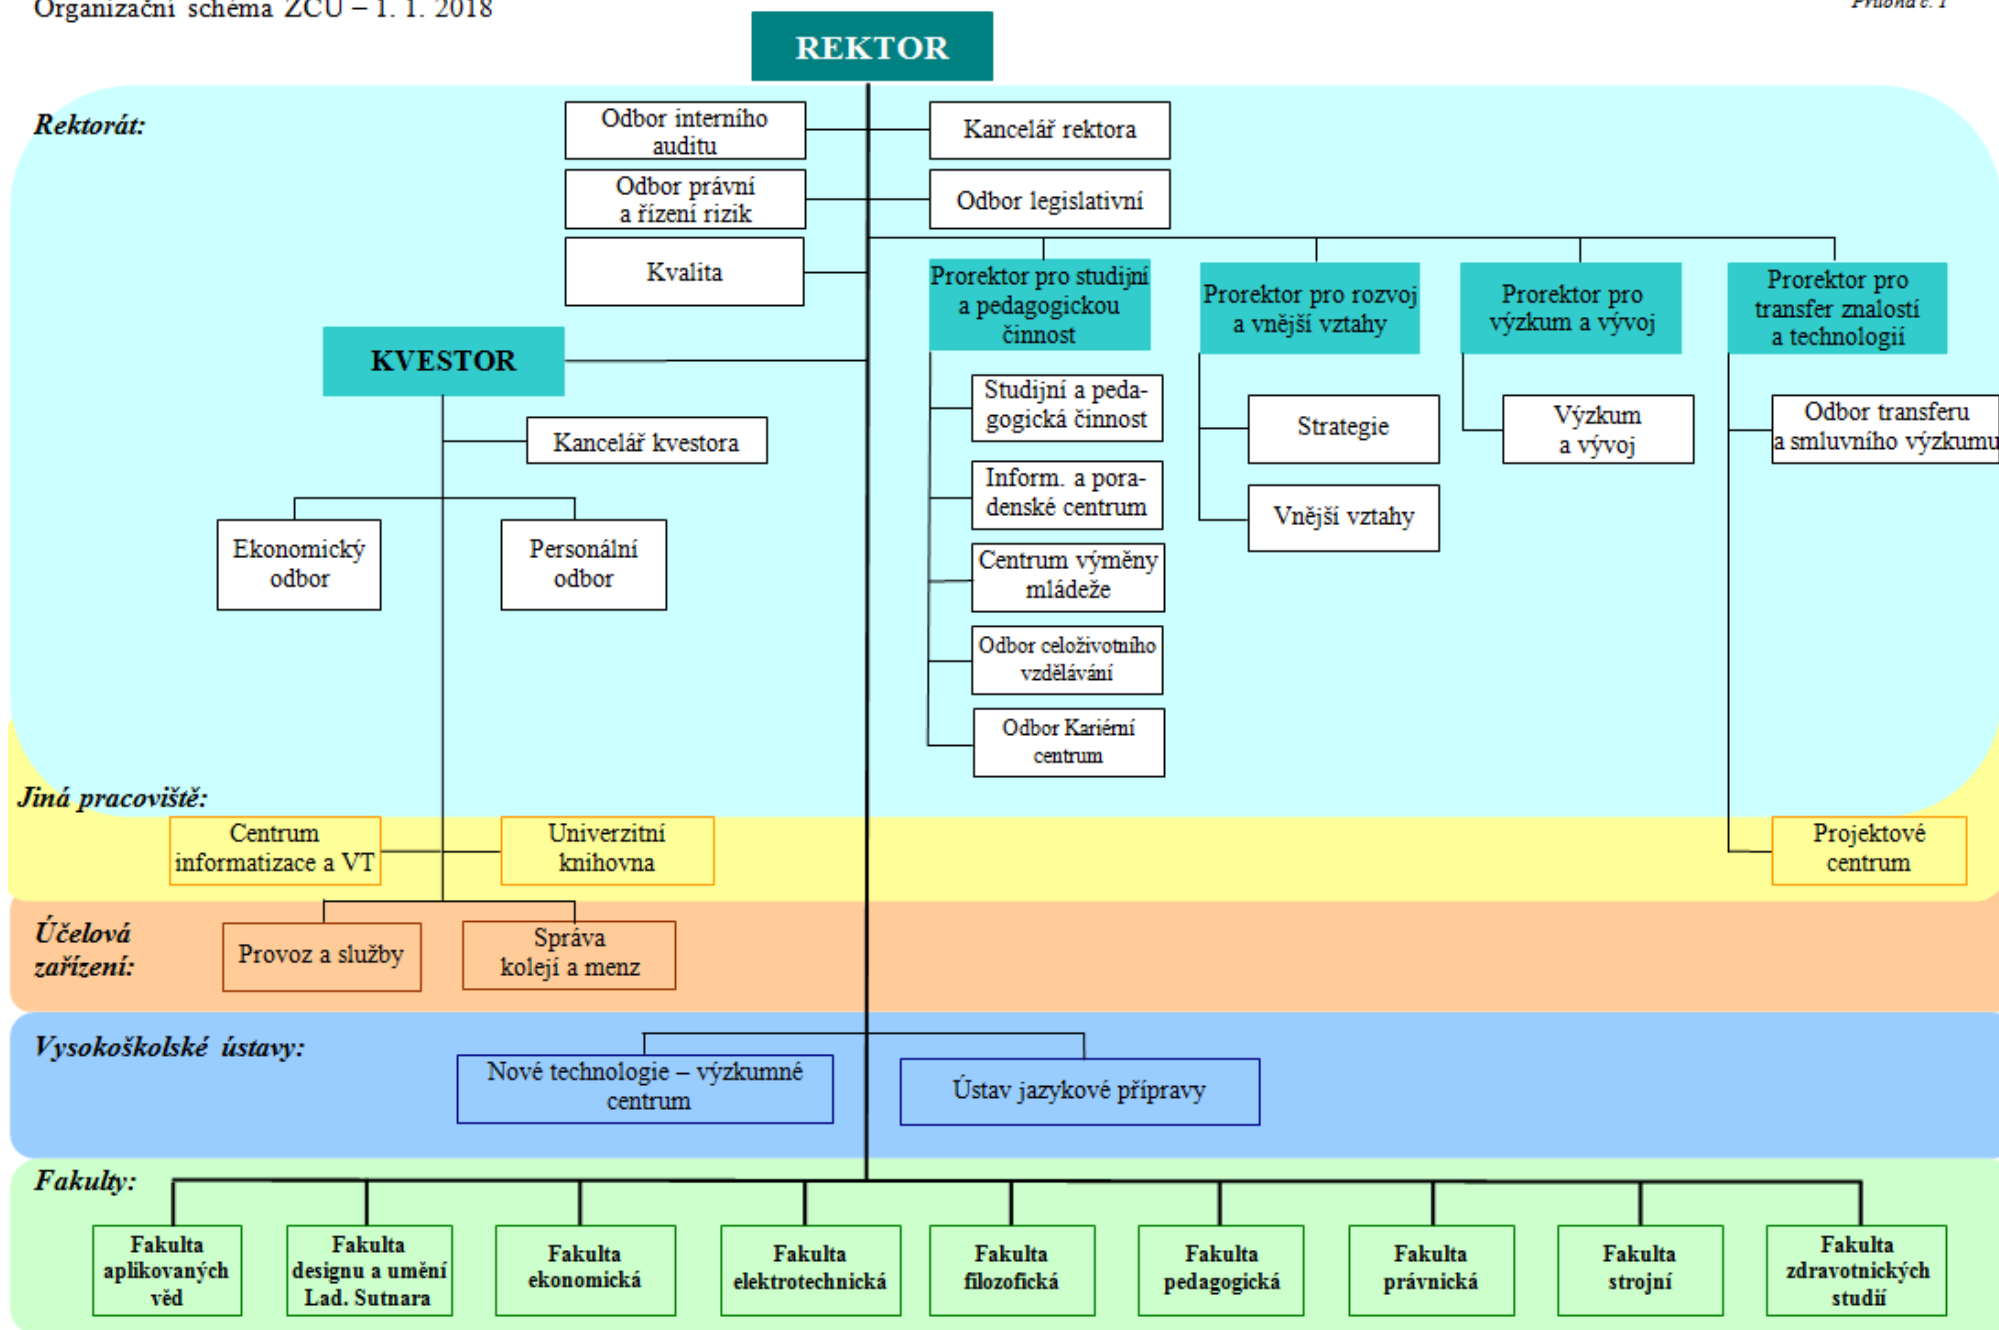 Organizační schéma ZČU – 1. 1. 2018
Příloha č. 1
REKTOR
Rektorát:
Odbor interního
auditu
Kancelář rektora
Odbor právní
a řízení rizik
Odbor legislativní
Kvalita
Prorektor pro studijní
a pedagogickou
činnost
Prorektor pro rozvoj
a vnější vztahy
Prorektor pro
výzkum a vývoj
Prorektor pro
transfer znalostí
a technologií
KVESTOR
Kancelář kvestora
Ekonomický
odbor
Personální
odbor
Studijní a peda-
gogická činnost
Inform. a pora-
denské centrum
Centrum výměny
mládeže
Odbor celoživotního
vzdělávání
Odbor Kariérní
centrum
Strategie
Vnější vztahy
Výzkum
a vývoj
Odbor transferu
a smluvního výzkumu
Jiná pracoviště:
Centrum
informatizace a VT
Univerzitní
knihovna
Projektové
centrum
Účelová
zařízení:
Provoz a služby
Správa
kolejí a menz
Vysokoškolské ústavy:
Nové technologie – výzkumné
centrum
Ústav jazykové přípravy
Fakulty:
Fakulta
aplikovaných
věd
Fakulta
designu a umění
Lad. Sutnara
Fakulta
ekonomická
Fakulta
elektrotechnická
Fakulta
filozofická
Fakulta
pedagogická
Fakulta
právnická
Fakulta
strojní
Fakulta
zdravotnických
studií